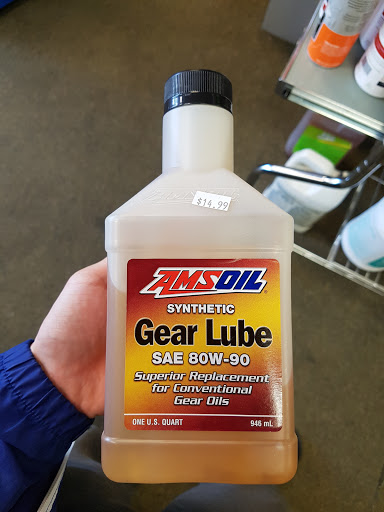 $14.99
AMSOIL
SYNTHETIC
Gear Lube
SAE 80W-90
Superior Replacement
for Conventional
Gear Oils
ONE U.S. QUART 946 mL